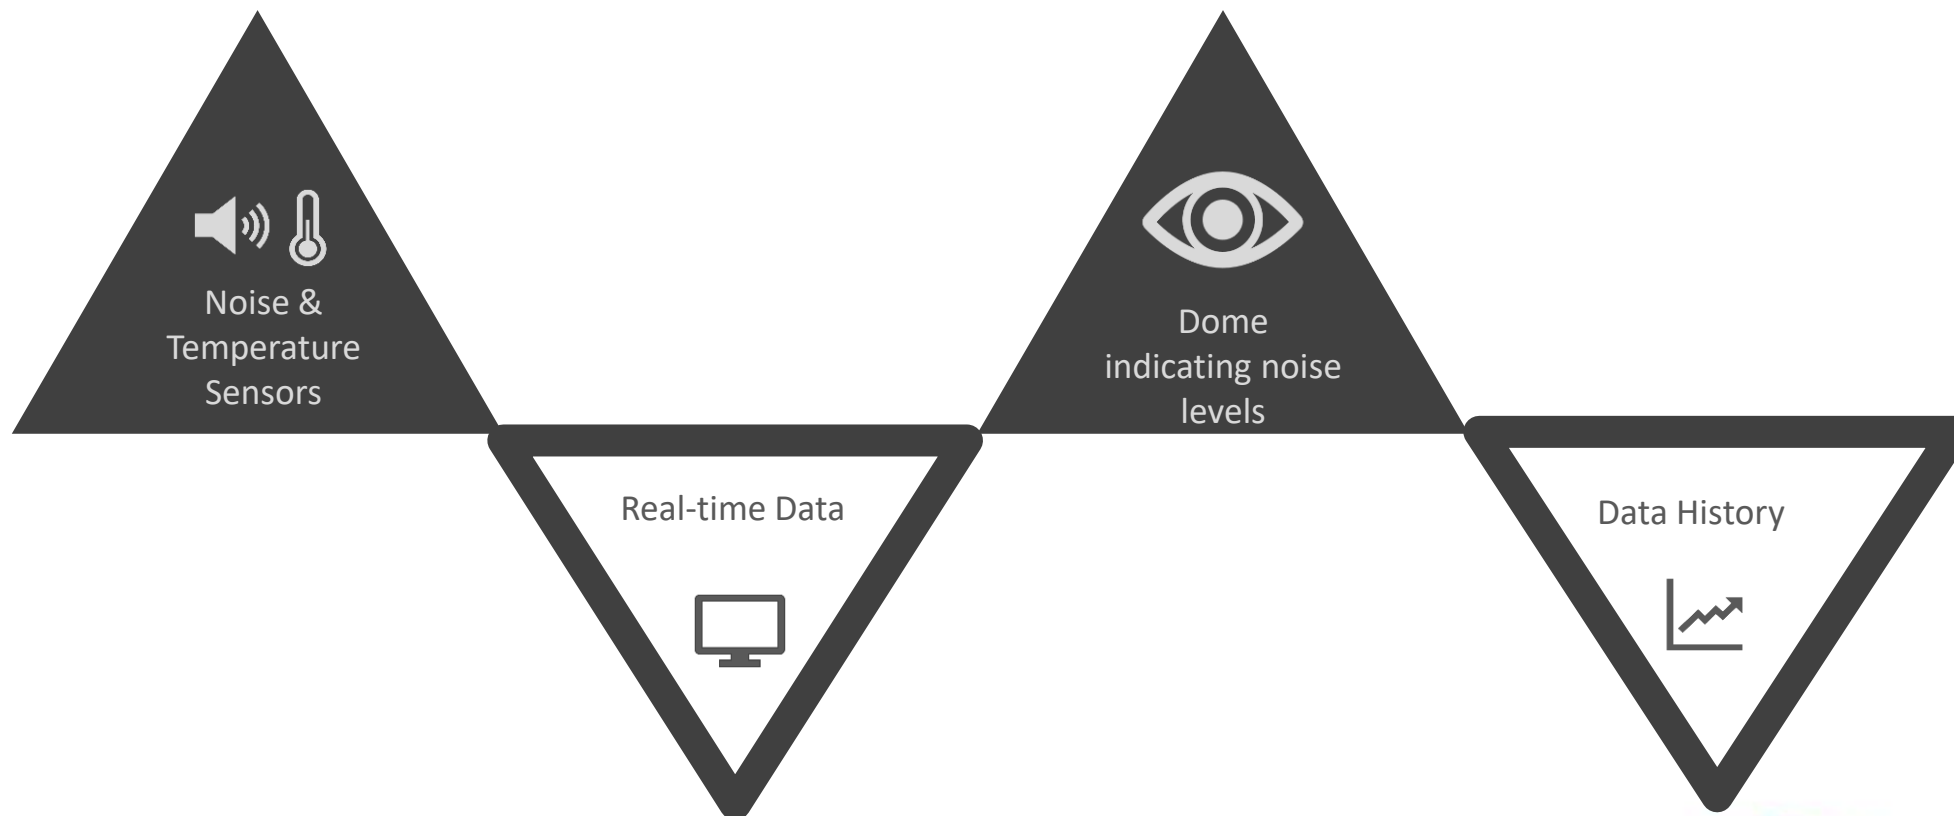 Noise &
Temperature
Sensors
Real-time Data
Dome
indicating noise
levels
Data History